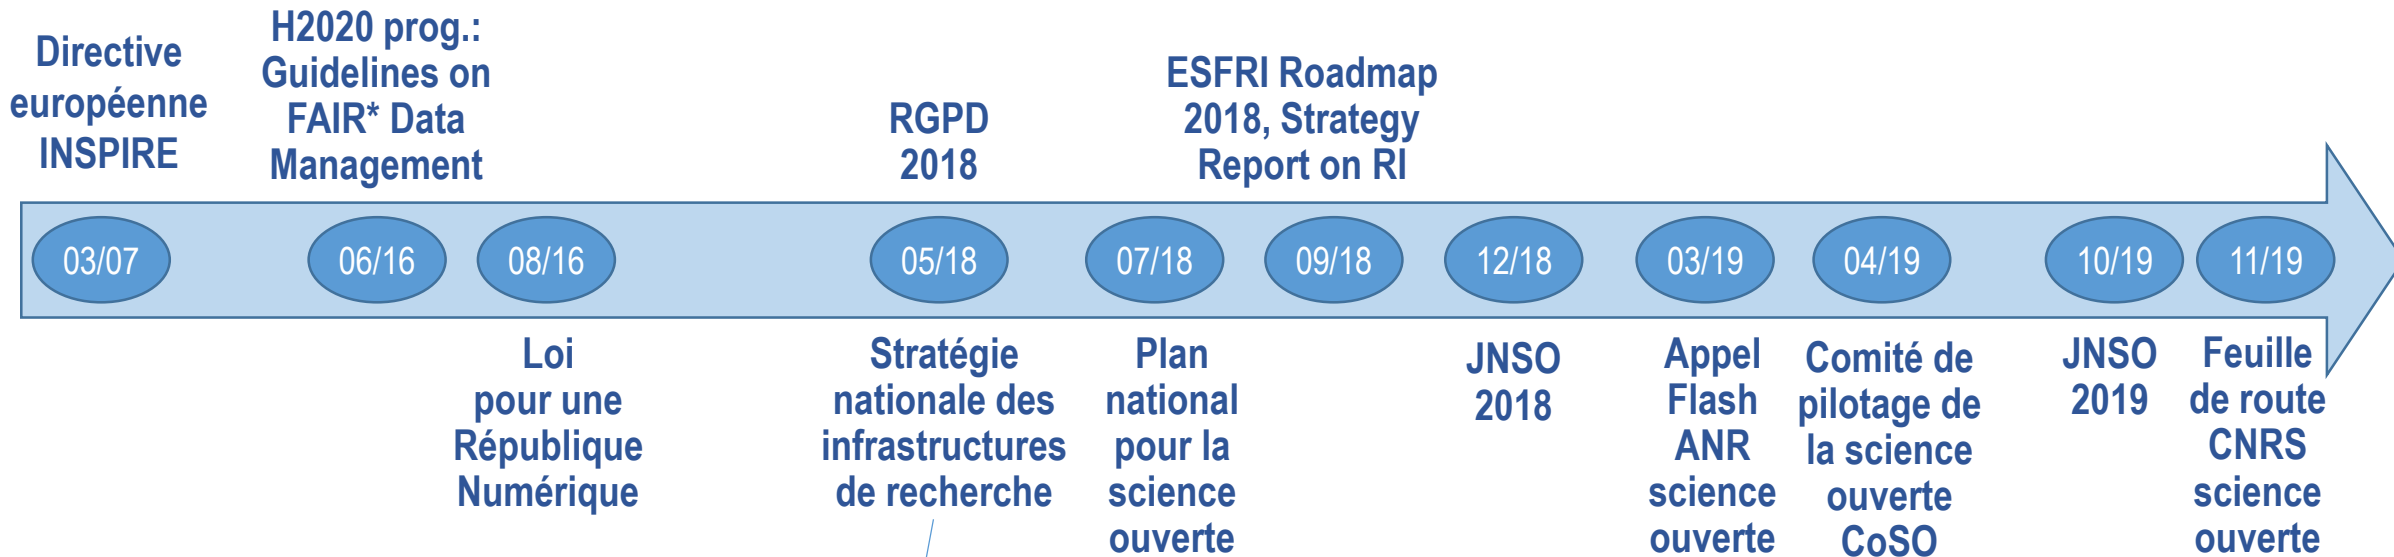 Directive
européenne
INSPIRE
H2020 prog.:
Guidelines on
FAIR* Data
Management
RGPD
2018
ESFRI Roadmap
2018, Strategy
Report on RI
03/07
06/16
08/16
05/18
07/18
09/18
12/18
03/19
04/19
10/19
11/19
Loi
pour une
République
Numérique
Stratégie
nationale des
infrastructures
de recherche
Plan
national
pour la
science
ouverte
JNSO
2018
Appel
Flash
ANR
science
ouverte
Comité de
pilotage de
la science
ouverte
CoSO
JNSO
2019
Feuille
de route
CNRS
science
ouverte